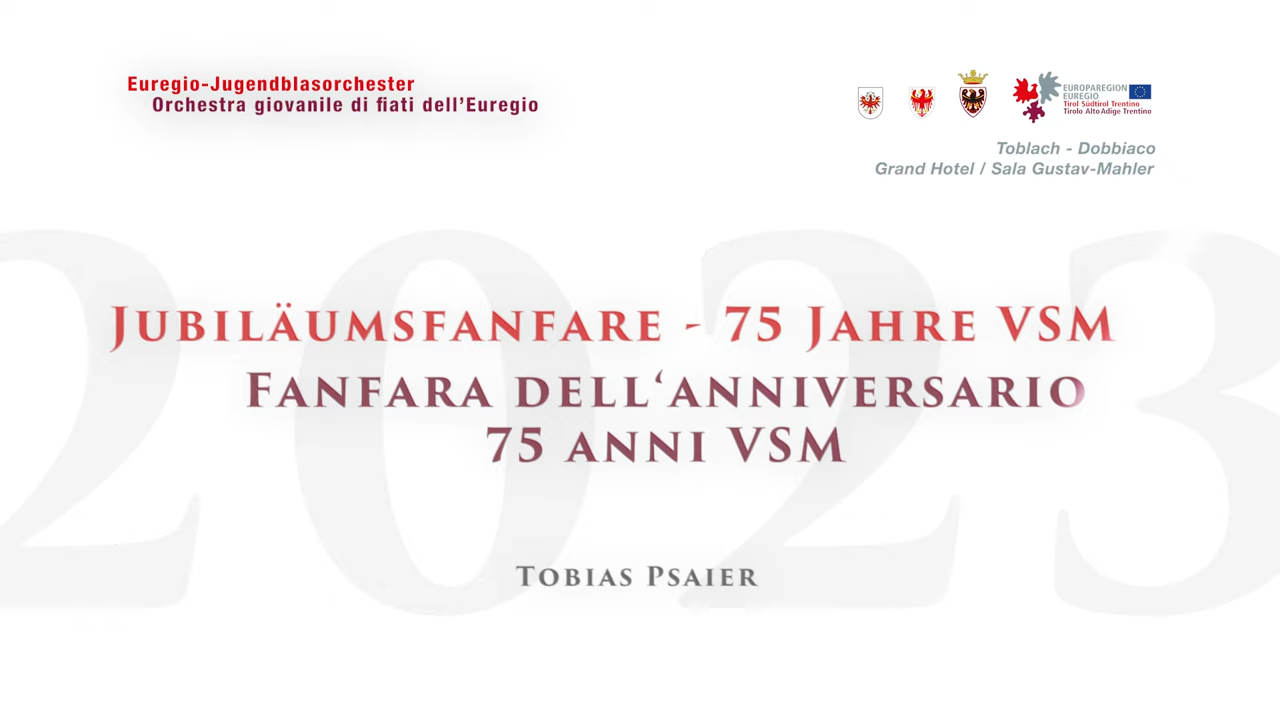 Euregio-Jugendblasorchester
Orchestra giovanile di fiati dell’Euregio
EUROPAREGION
EUREGIO
Tirol Südtirol Trentino
Tirolo Alto Adige Trentino
Toblach - Dobbiaco
Grand Hotel / Sala Gustav-Mahler
2023
JUBILÄUMSFANFARE - 75 JAHRE VSM
FANFARA DELL‘ANNIVERSARIO
75 ANNI VSM
TOBIAS PSAIER